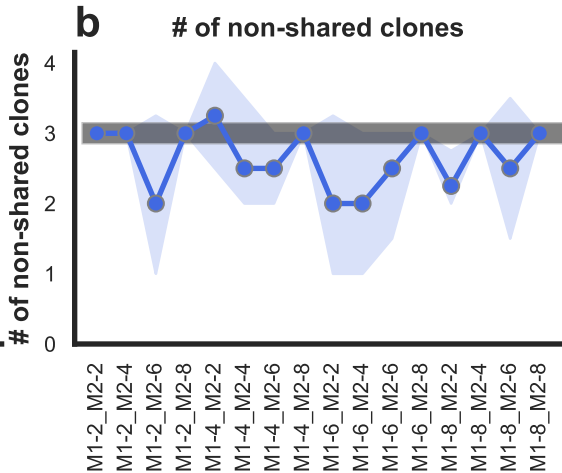 b
# of non-shared clones
# of non-shared clones
4
3
2
1
0
M1-2_M2-2
M1-2_M2-4
M1-2_M2-6
M1-2_M2-8
M1-4_M2-2
M1-4_M2-4
M1-4_M2-6
M1-4_M2-8
M1-6_M2-2
M1-6_M2-4
M1-6_M2-6
M1-6_M2-8
M1-8_M2-2
M1-8_M2-4
M1-8_M2-6
M1-8_M2-8